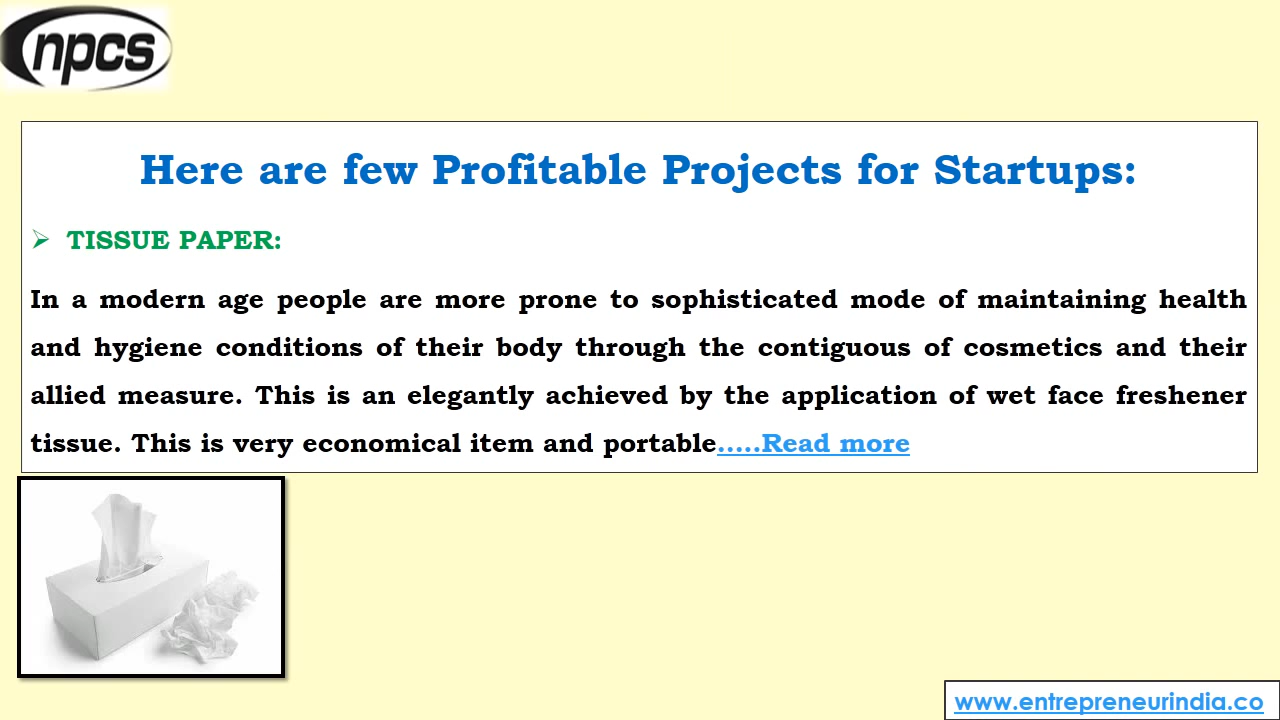 npcs
Here are few Profitable Projects for Startups:
➢ TISSUE PAPER:
In a modern age people are more prone to sophisticated mode of maintaining health
and hygiene conditions of their body through the contiguous of cosmetics and their
allied measure. This is an elegantly achieved by the application of wet face freshener
tissue. This is very economical item and portable.....Read more
www.entrepreneurindia.co